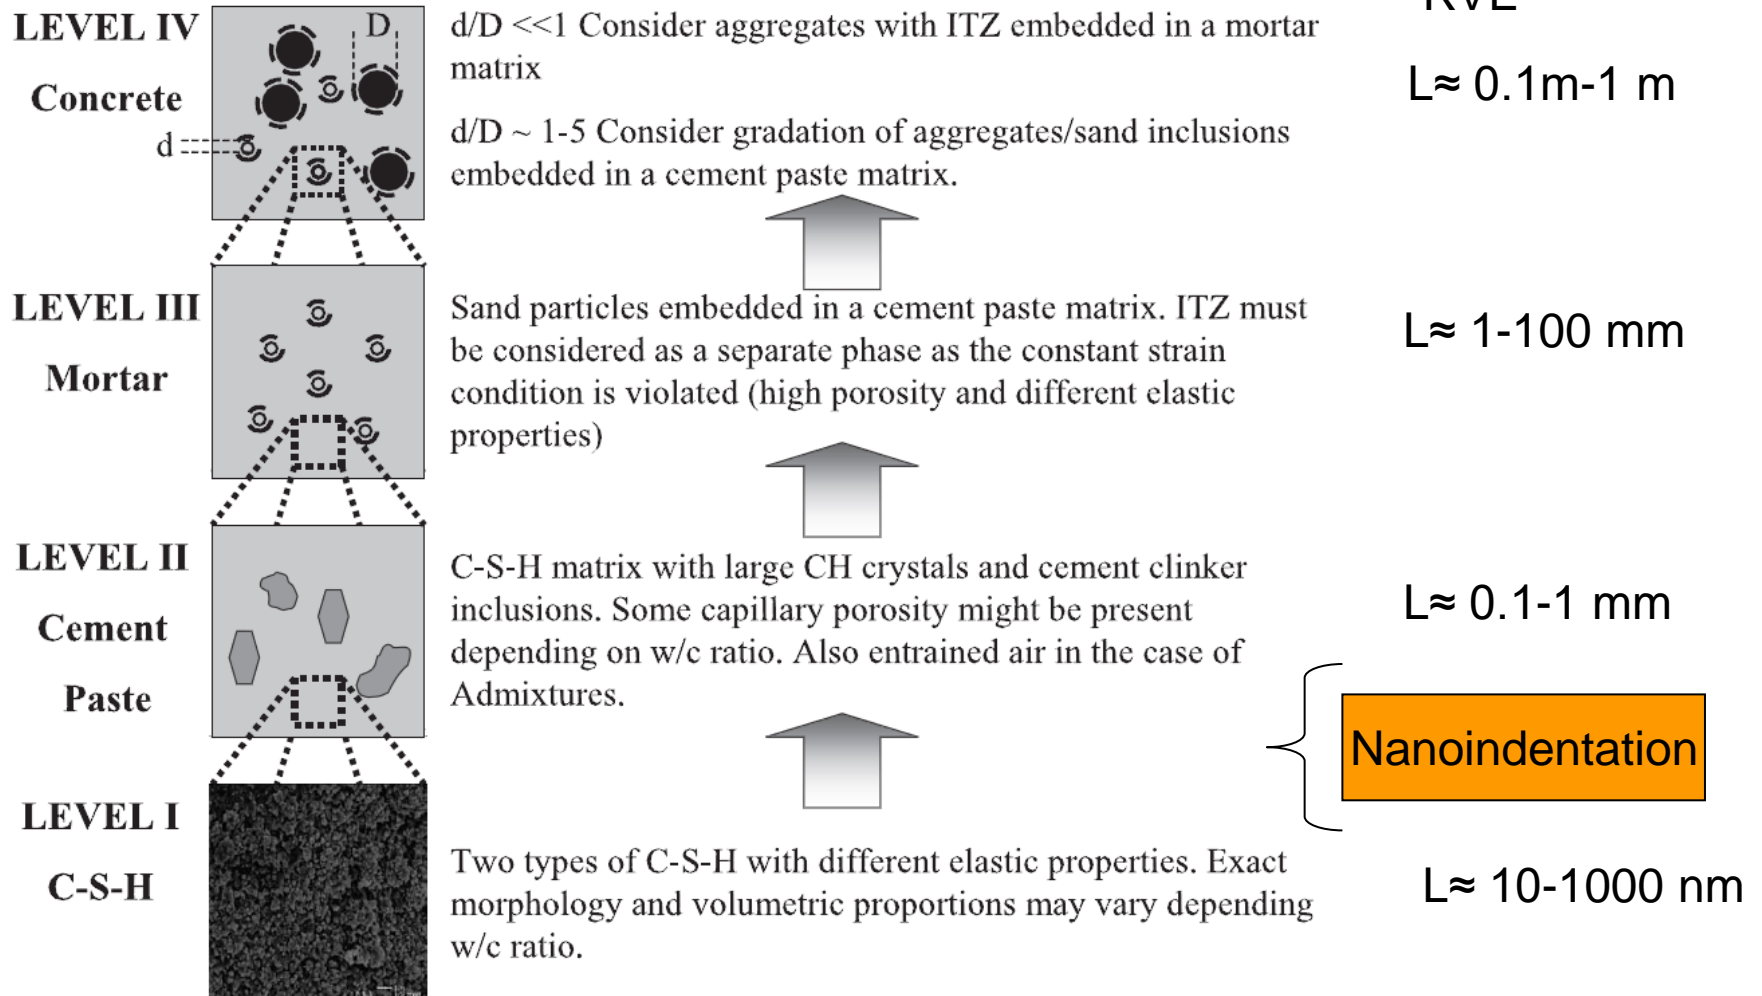 RVE
LEVEL IV
Concrete
D
d
d/D <<1 Consider aggregates with ITZ embedded in a mortar
matrix
d/D ~ 1-5 Consider gradation of aggregates/sand inclusions
embedded in a cement paste matrix.
L≈ 0.1m-1 m
LEVEL III
Mortar
Sand particles embedded in a cement paste matrix. ITZ must
be considered as a separate phase as the constant strain
condition is violated (high porosity and different elastic
properties)
L≈ 1-100 mm
LEVEL II
Cement
Paste
C-S-H matrix with large CH crystals and cement clinker
inclusions. Some capillary porosity might be present
depending on w/c ratio. Also entrained air in the case of
Admixtures.
L≈ 0.1-1 mm
Nanoindentation
LEVEL I
C-S-H
Two types of C-S-H with different elastic properties. Exact
morphology and volumetric proportions may vary depending
w/c ratio.
L≈ 10-1000 nm